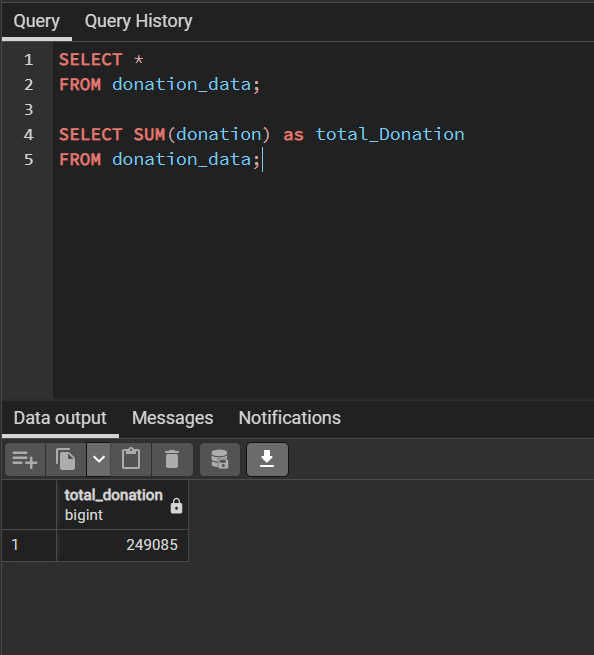 Query Query History
1 SELECT *
2 FROM donation_data;
3
4 SELECT SUM(donation) as total_Donation
5 FROM donation_data;
Data output Messages Notifications
total_donation
bigint
1 249085